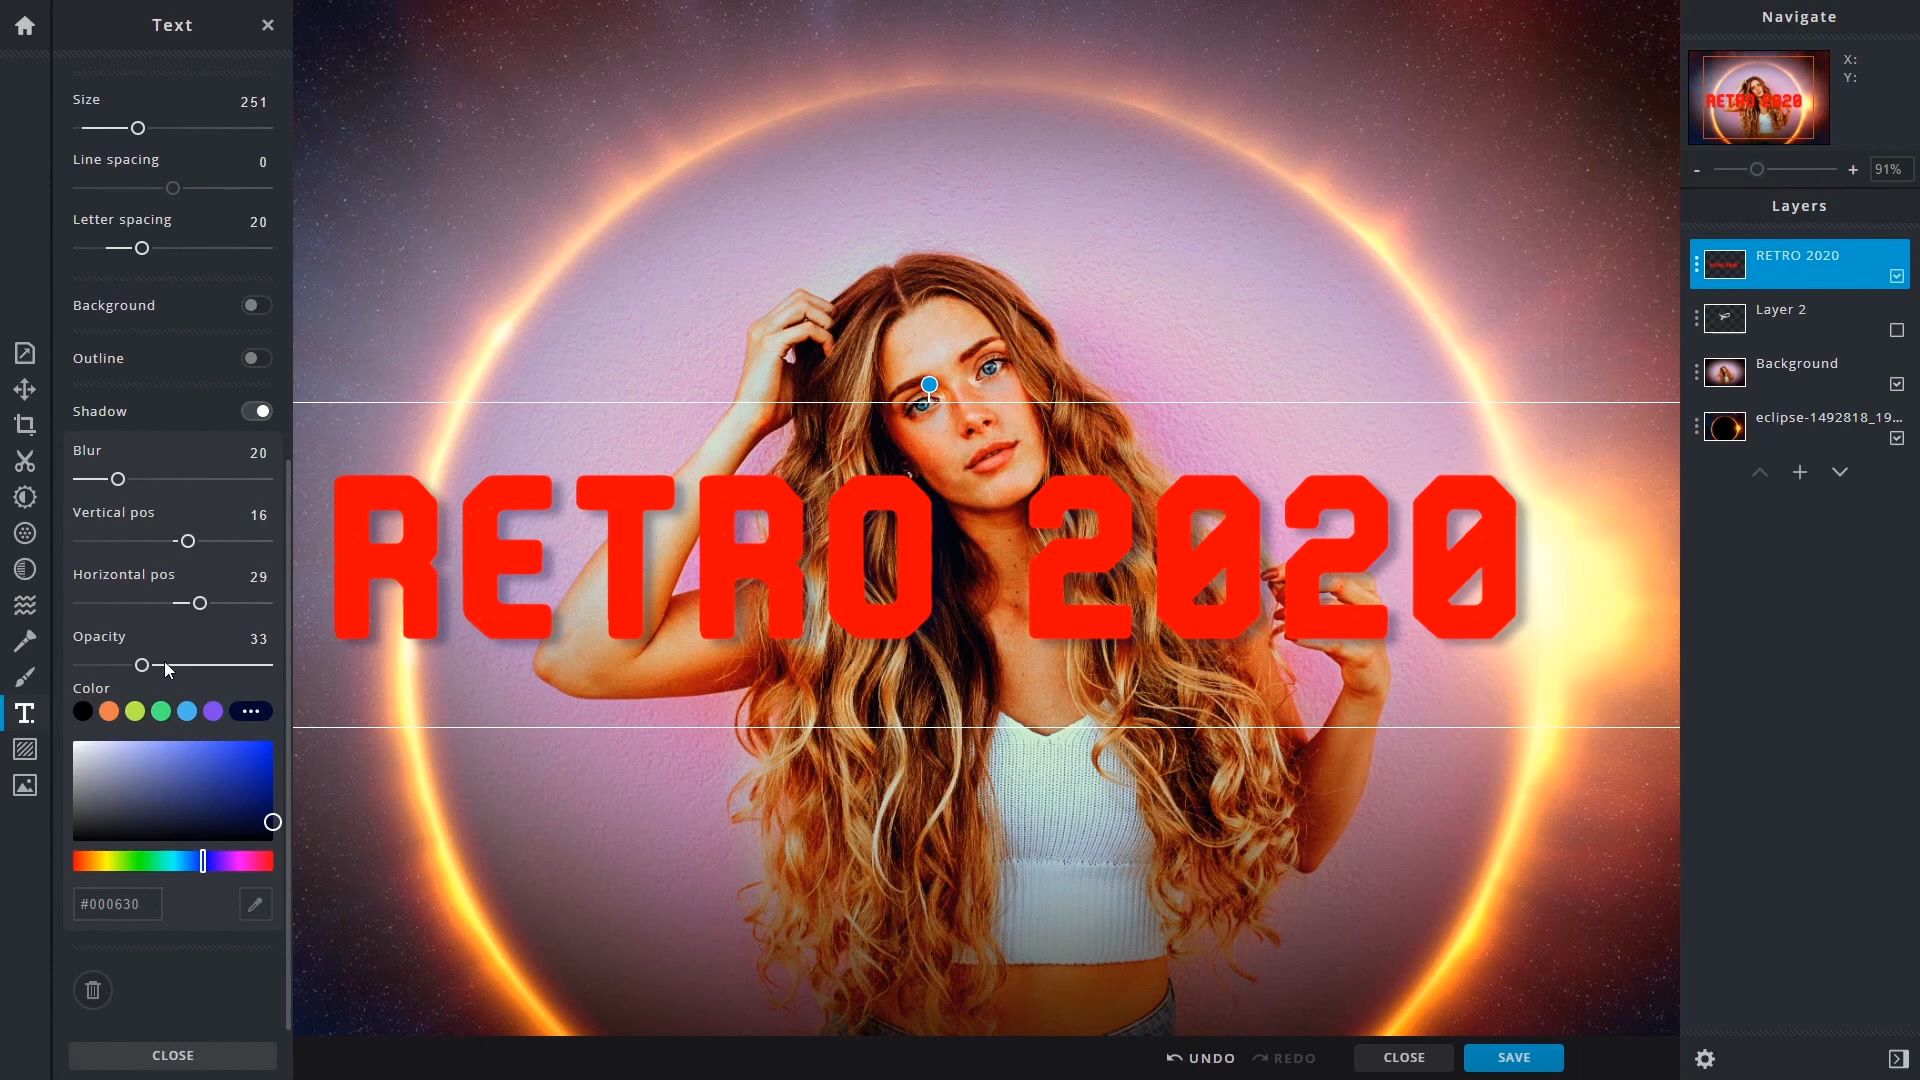 Text
Size 251
Line spacing 0
Letter spacing 20
Background
Outline
Shadow
Blur 20
Vertical pos 16
Horizontal pos 29
Opacity 33
Color
#000630
CLOSE
RETRO 2020
UNDO REDO CLOSE SAVE
Navigate
X:
Y:
RETRO 2020
- + 91%
Layers
RETRO 2020
Layer 2
Background
eclipse-1492818_19...